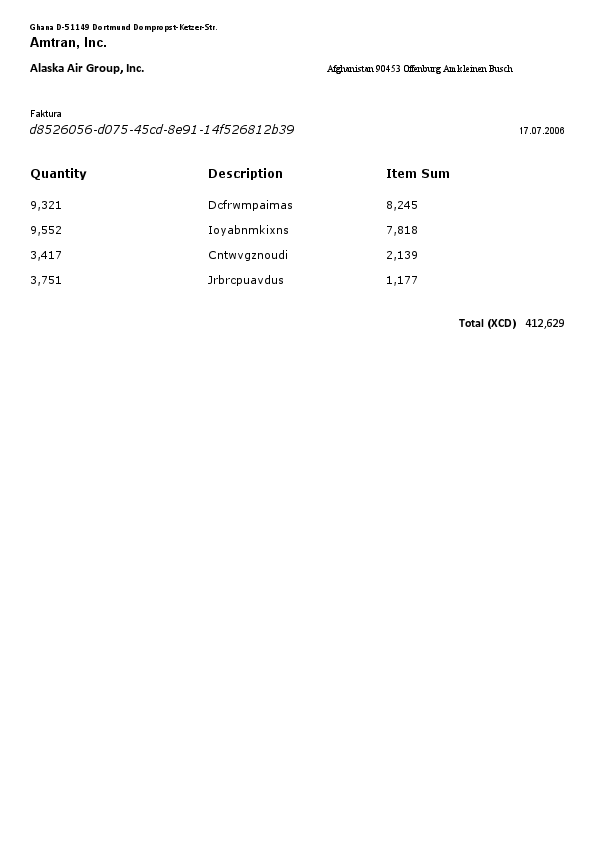 Ghana D-51149 Dortmund Dompropst-Ketzer-Str.
Amtran, Inc.
Alaska Air Group, Inc. Afghanistan 90453 Offenburg Am kleinen Busch
Faktura
d8526056-d075-45cd-8e91-14f526812b39 17.07.2006
Quantity Description Item Sum
9,321 Dcfrwmpaimas 8,245
9,552 Ioyabnmkixns 7,818
3,417 Cntwvgznoudi 2,139
3,751 Jrbrcpuavdus 1,177
Total (XCD) 412,629